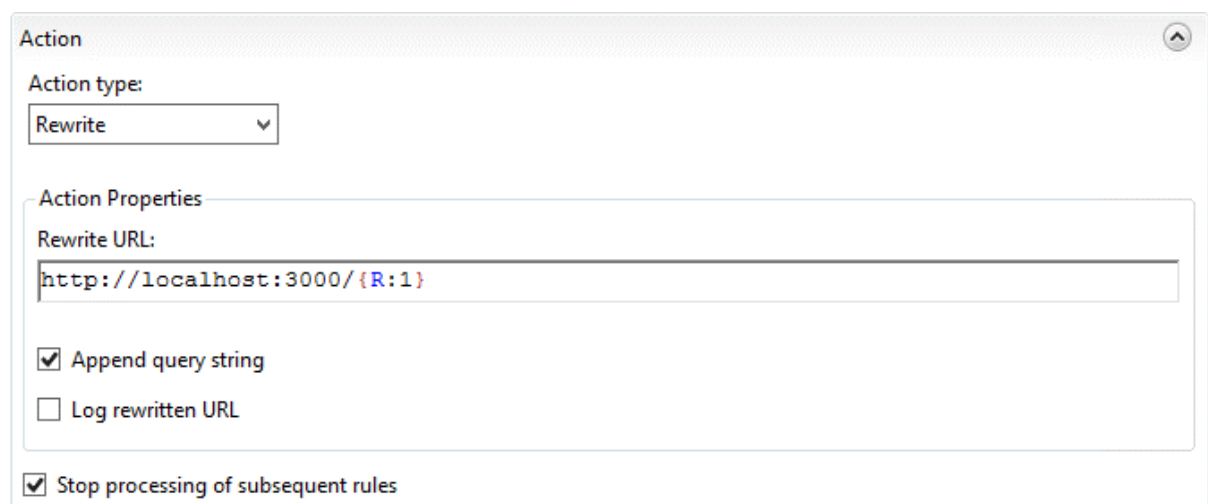 Action
Action type:
Rewrite
Action Properties
Rewrite URL:
http://localhost:3000/{R:1}
Append query string
Log rewritten URL
Stop processing of subsequent rules